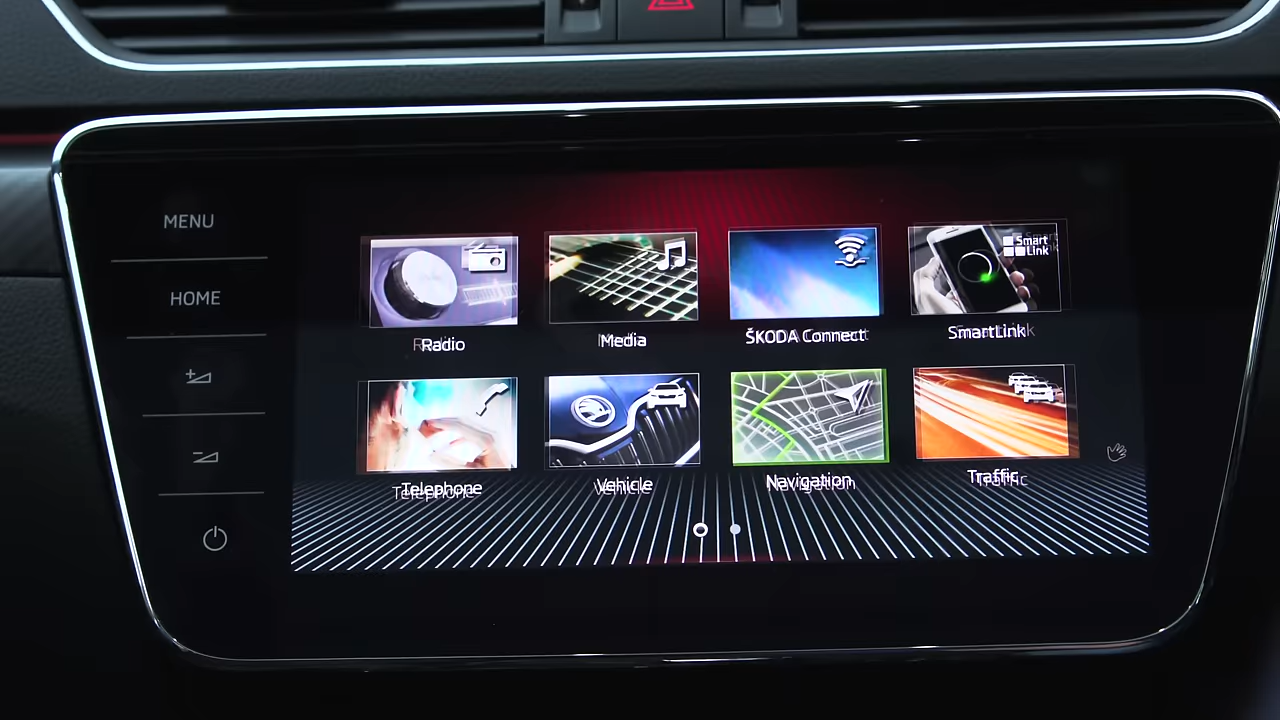 MENU
HOME
Smart
Link
Radio
Media
ŠKODA Connect
SmartLink
Telephone
Vehicle
Navigation
Traffic